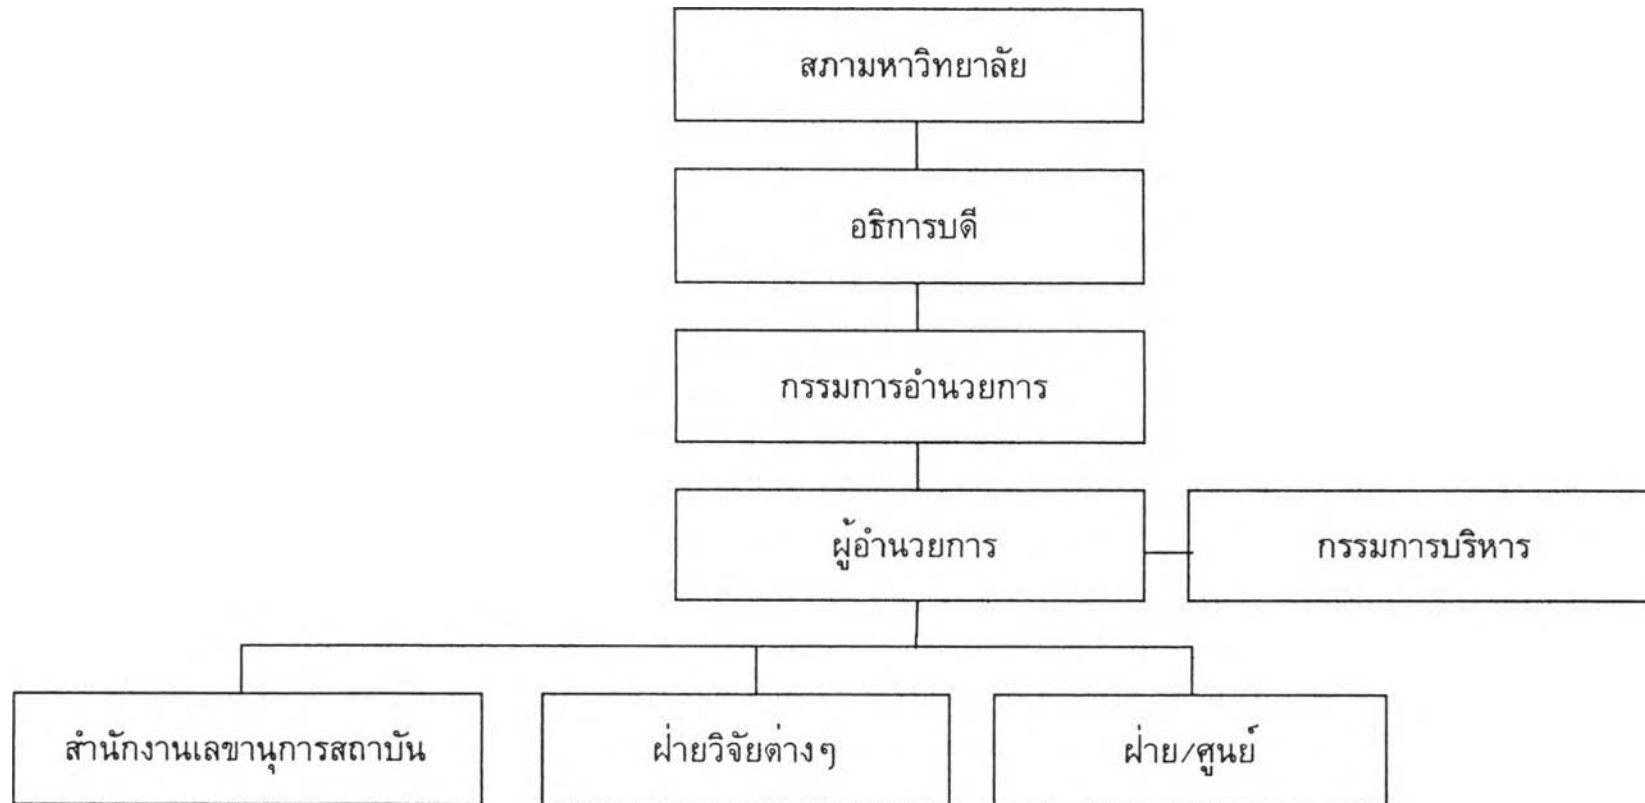 สภามหาวิทยาลัย
อธิการบดี
กรรมการอำนวยการ
ผู้อำนวยการ
กรรมการบริหาร
สำนักงานเลขานุการสถาบัน
ฝ่ายวิจัยต่างๆ
ฝ่าย/ศูนย์